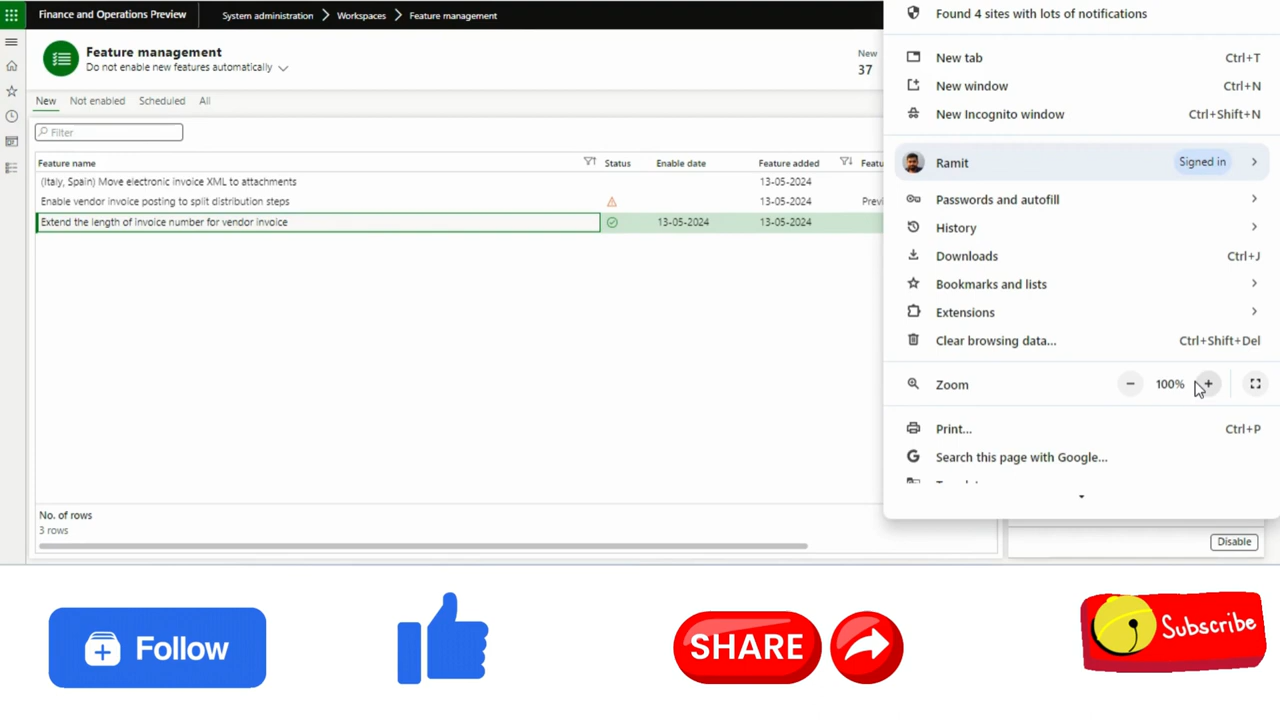 Finance and Operations Preview
System administration
Workspaces
Feature management
Feature management
Do not enable new features automatically
New
37
New Not enabled Scheduled All
Filter
Feature name Status Enable date Feature added
(Italy, Spain) Move electronic invoice XML to attachments 13-05-2024
Enable vendor invoice posting to split distribution steps 13-05-2024
Extend the length of invoice number for vendor invoice 13-05-2024 13-05-2024
No. of rows
3 rows
Found 4 sites with lots of notifications
New tab Ctrl+T
New window Ctrl+N
New Incognito window Ctrl+Shift+N
Ramit Signed in
Passwords and autofill
History
Downloads Ctrl+J
Bookmarks and lists
Extensions
Clear browsing data... Ctrl+Shift+Del
Zoom − 100% +
Print... Ctrl+P
G Search this page with Google...
Disable
Follow
SHARE
Subscribe